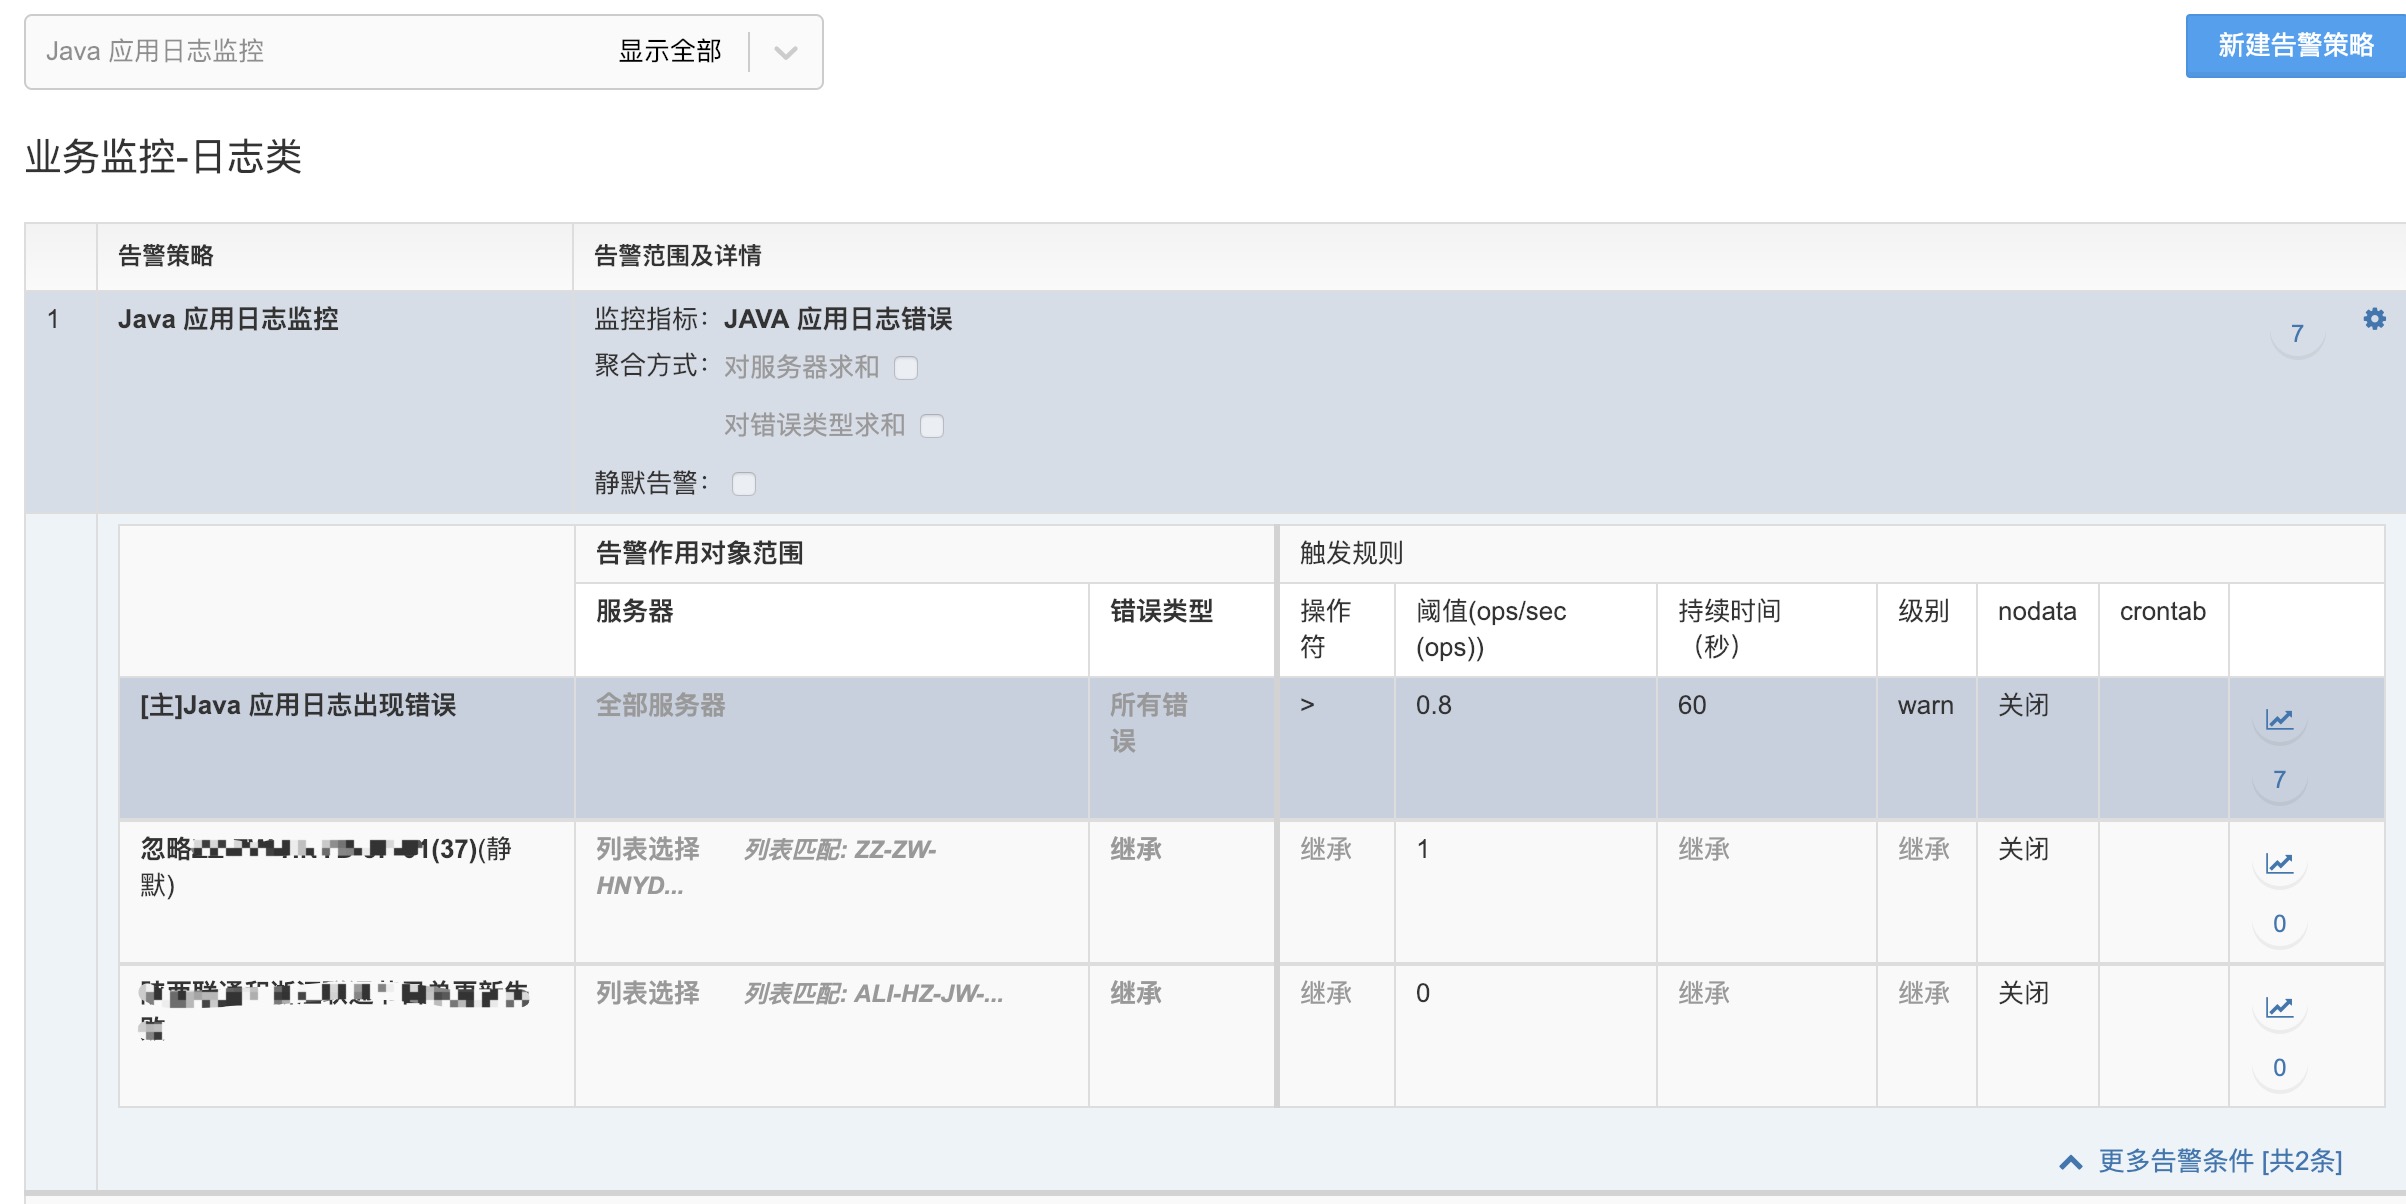 Java 应用日志监控 显示全部
新建告警策略
业务监控-日志类
告警策略 告警范围及详情
1 Java 应用日志监控 监控指标： JAVA 应用日志错误 7
聚合方式： 对服务器求和
对错误类型求和
静默告警：
告警作用对象范围 触发规则
服务器 错误类型 操作 阈值(ops/sec 持续时间 级别 nodata crontab
符 (ops)) （秒）
[主]Java 应用日志出现错误 全部服务器 所有错 > 0.8 60 warn 关闭
误
7
忽略 1(37)(静 列表选择 列表匹配: ZZ-ZW- 继承 继承 1 继承 继承 关闭
默) HNYD...
0
列表选择 列表匹配: ALI-HZ-JW-... 继承 继承 0 继承 继承 关闭
0
更多告警条件 [共2条]